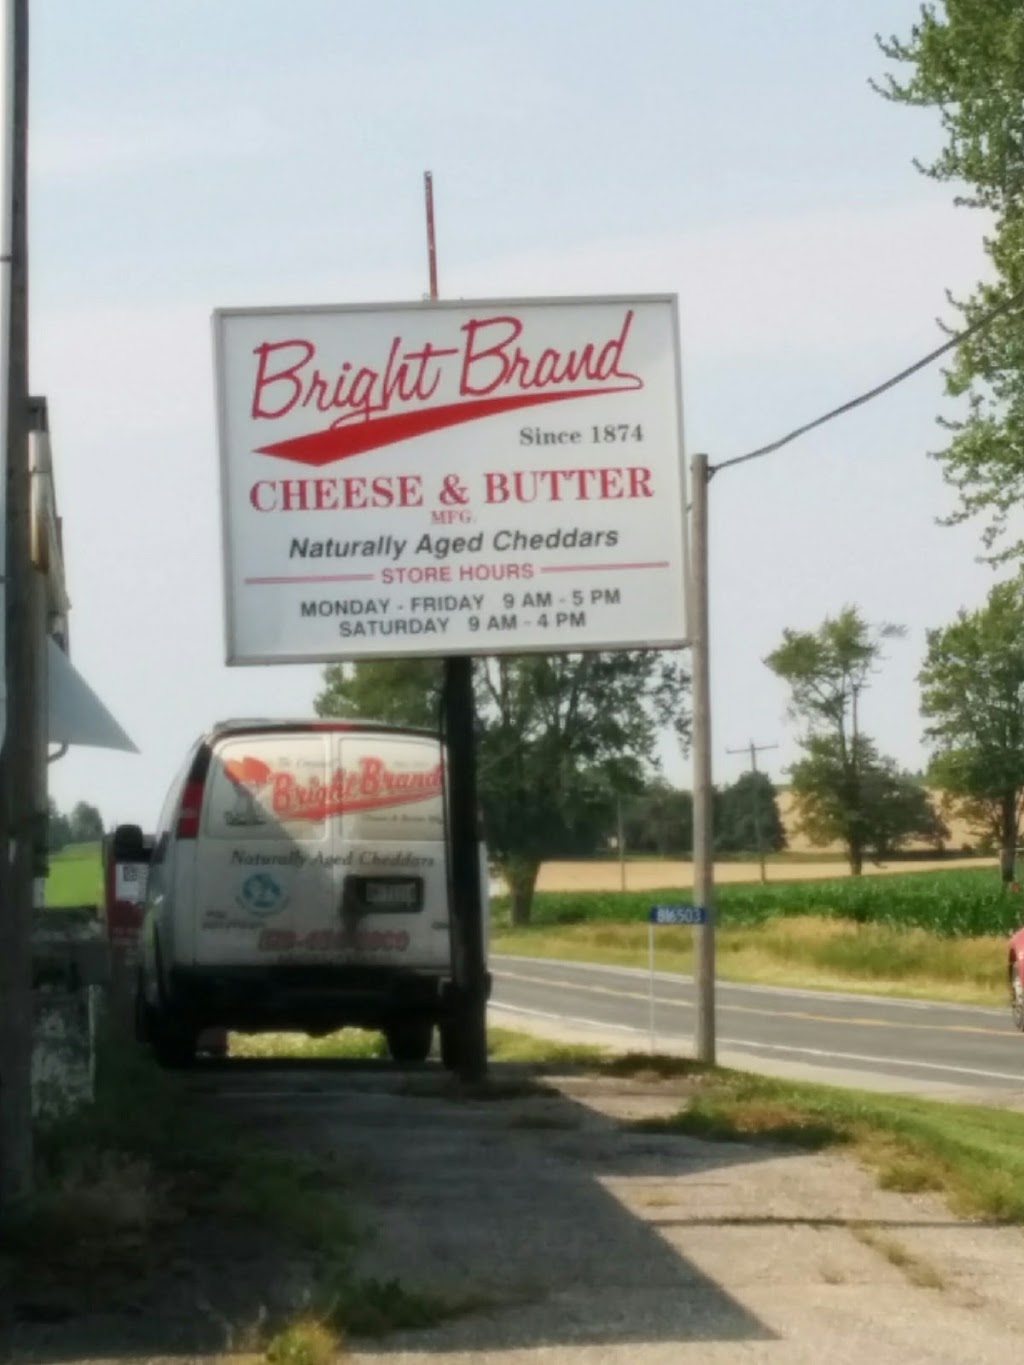 Bright Brand
Since 1874
CHEESE & BUTTER
MFG.
Naturally Aged Cheddars
STORE HOURS
MONDAY - FRIDAY 9 AM - 5 PM
SATURDAY 9 AM - 4 PM
Bright Brand
Naturally Aged Cheddars